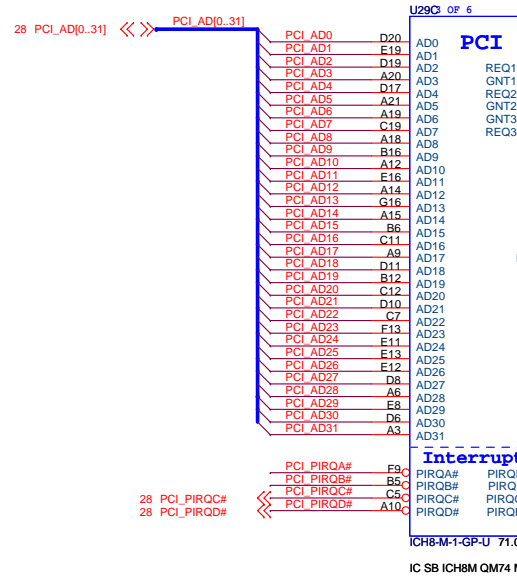 U29C 3 OF 6
28 PCI_AD[0..31] PCI_AD[0..31]
PCI
PCI_AD0 D20 AD0
PCI_AD1 E19 AD1
PCI_AD2 D19 AD2 REQ1
PCI_AD3 A20 AD3 GNT1
PCI_AD4 D17 AD4 REQ2
PCI_AD5 A21 AD5 GNT2
PCI_AD6 A19 AD6 GNT3
PCI_AD7 C19 AD7 REQ3
PCI_AD8 A18 AD8
PCI_AD9 B16 AD9
PCI_AD10 A12 AD10
PCI_AD11 E16 AD11
PCI_AD12 A14 AD12
PCI_AD13 G16 AD13
PCI_AD14 A15 AD14
PCI_AD15 B6 AD15
PCI_AD16 C11 AD16
PCI_AD17 A9 AD17
PCI_AD18 D11 AD18
PCI_AD19 B12 AD19
PCI_AD20 C12 AD20
PCI_AD21 D10 AD21
PCI_AD22 C7 AD22
PCI_AD23 F13 AD23
PCI_AD24 E11 AD24
PCI_AD25 E13 AD25
PCI_AD26 E12 AD26
PCI_AD27 D8 AD27
PCI_AD28 A6 AD28
PCI_AD29 E8 AD29
PCI_AD30 D6 AD30
PCI_AD31 A3 AD31
Interrupt
PCI_PIRQA# F9 PIRQA# PIRQ
PCI_PIRQB# B5 PIRQB# PIRQ
28 PCI_PIRQC# PCI_PIRQC# C5 PIRQC# PIRQ
28 PCI_PIRQD# PCI_PIRQD# A10 PIRQD# PIRQ
ICH8-M-1-GP-U 71.0
IC SB ICH8M QM74